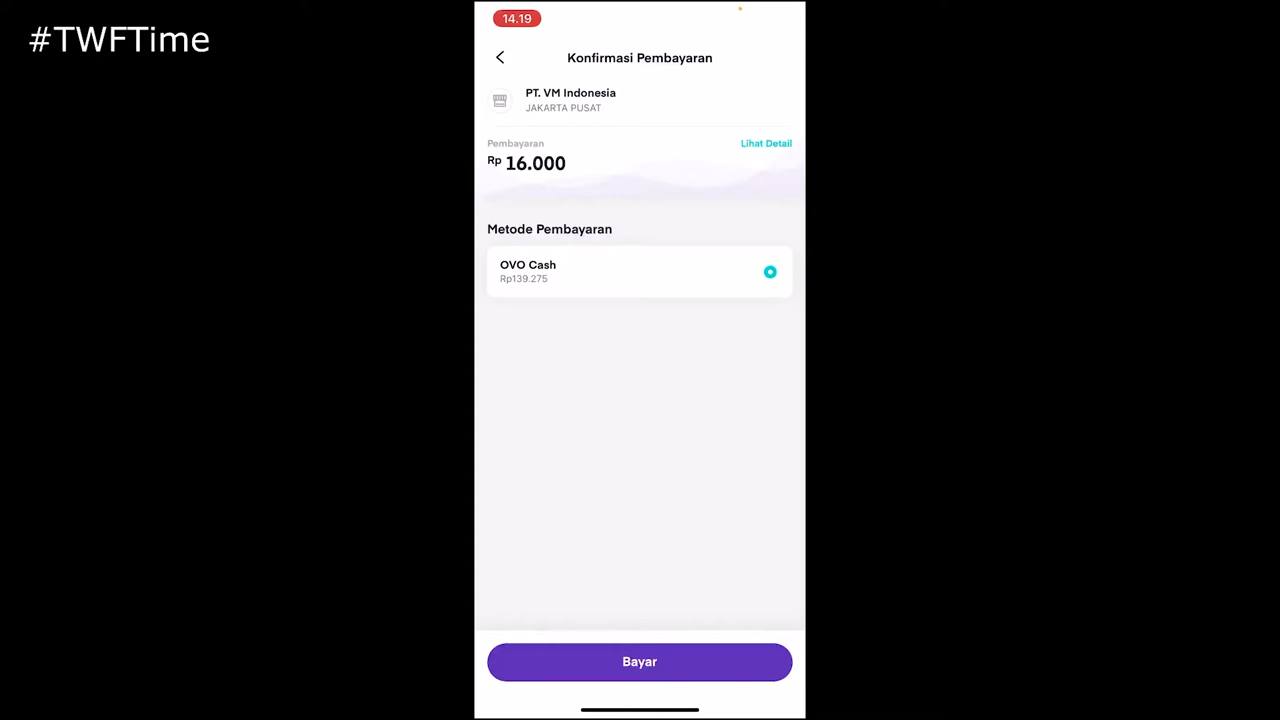 #TWFTime
14.19
Konfirmasi Pembayaran
PT. VM Indonesia
JAKARTA PUSAT
Pembayaran
Lihat Detail
Rp 16.000
Metode Pembayaran
OVO Cash
Rp139.275
Bayar